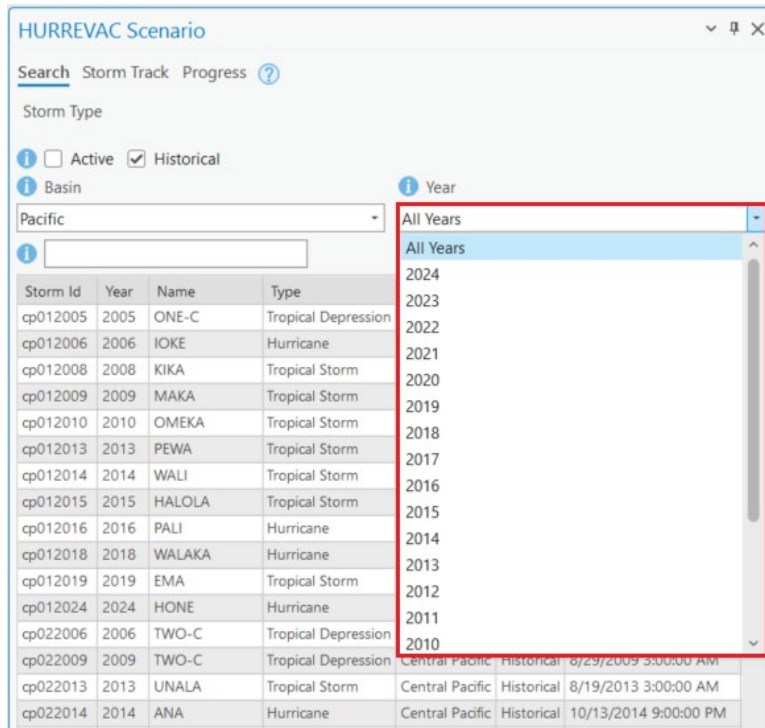 HURREVAC Scenario
Search Storm Track Progress ?
Storm Type
Active Historical
Basin Year
Pacific All Years
All Years
2024
2023
2022
2021
2020
2019
2018
2017
2016
2015
2014
2013
2012
2011
2010
Storm Id Year Name Type
cp012005 2005 ONE-C Tropical Depression
cp012006 2006 IOKE Hurricane
cp012008 2008 KIKA Tropical Storm
cp012009 2009 MAKA Tropical Storm
cp012010 2010 OMEKA Tropical Storm
cp012013 2013 PEWA Tropical Storm
cp012014 2014 WALI Tropical Storm
cp012015 2015 HALOLA Tropical Storm
cp012016 2016 PALI Hurricane
cp012018 2018 WALAKA Hurricane
cp012019 2019 EMA Tropical Storm
cp012024 2024 HONE Hurricane
cp022006 2006 TWO-C Tropical Depression
cp022009 2009 TWO-C Tropical Depression Central Pacific Historical 8/29/2009 3:00:00 AM
cp022013 2013 UNALA Tropical Storm Central Pacific Historical 8/19/2013 3:00:00 AM
cp022014 2014 ANA Hurricane Central Pacific Historical 10/13/2014 9:00:00 PM